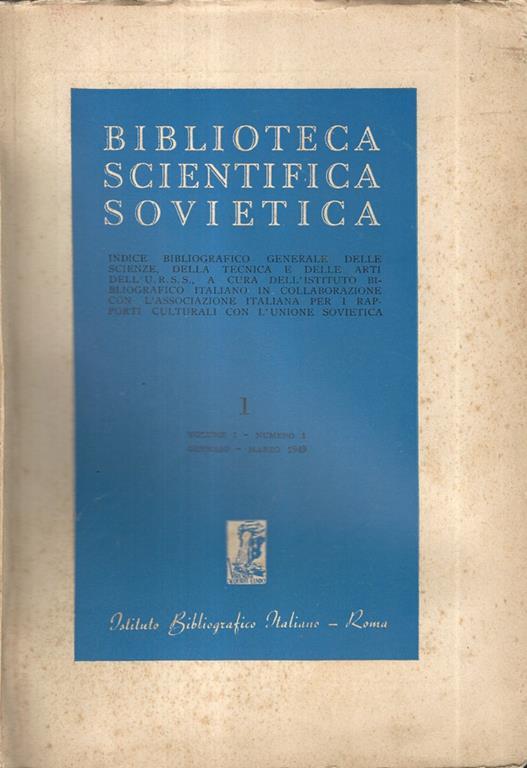 BIBLIOTECA
SCIENTIFICA
SOVIETICA
INDICE BIBLIOGRAFICO GENERALE DELLE
SCIENZE, DELLA TECNICA E DELLE ARTI
DELL'U.R.S.S., A CURA DELL'ISTITUTO BI-
BLIOGRAFICO ITALIANO IN COLLABORAZIONE
CON L'ASSOCIAZIONE ITALIANA PER I RAP-
PORTI CULTURALI CON L'UNIONE SOVIETICA
1
VOLUME I - NUMERO 1
GENNAIO - MARZO 1949
Istituto Bibliografico Italiano - Roma